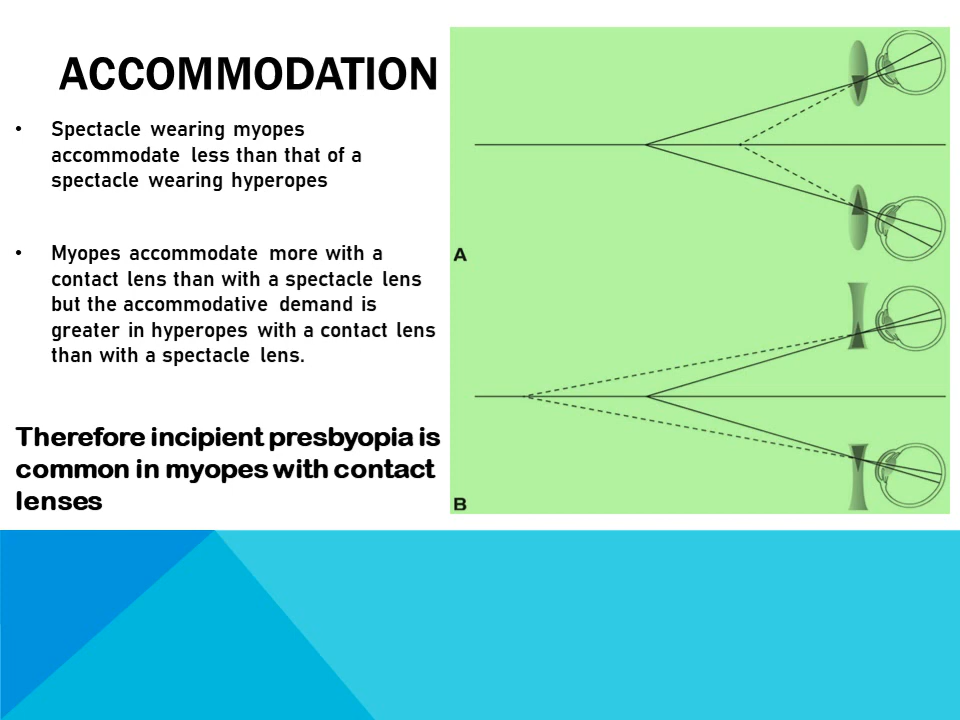 ACCOMMODATION
• Spectacle wearing myopes
accommodate less than that of a
spectacle wearing hyperopes
• Myopes accommodate more with a
contact lens than with a spectacle lens
but the accommodative demand is
greater in hyperopes with a contact lens
than with a spectacle lens.
Therefore incipient presbyopia is
common in myopes with contact
lenses
A
B